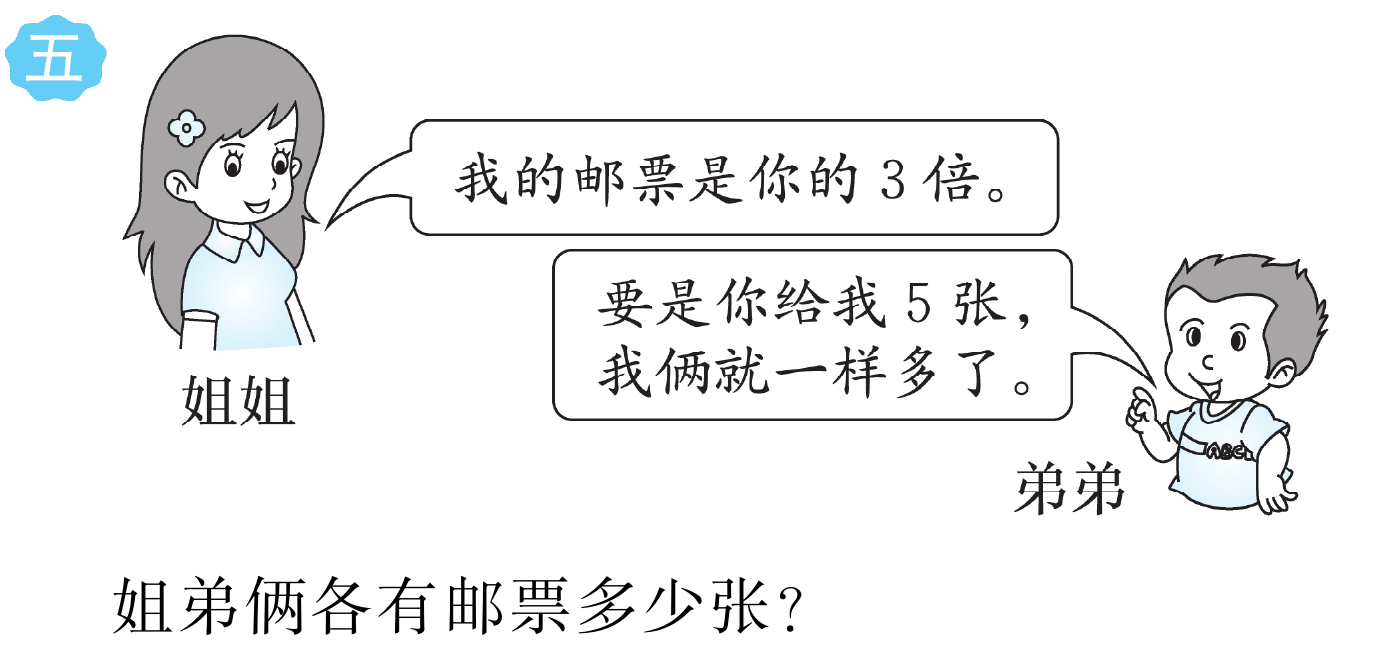 五
我的邮票是你的 3 倍。
要是你给我 5 张，
我俩就一样多了。
姐姐
弟弟
ABC
姐弟俩各有邮票多少张？